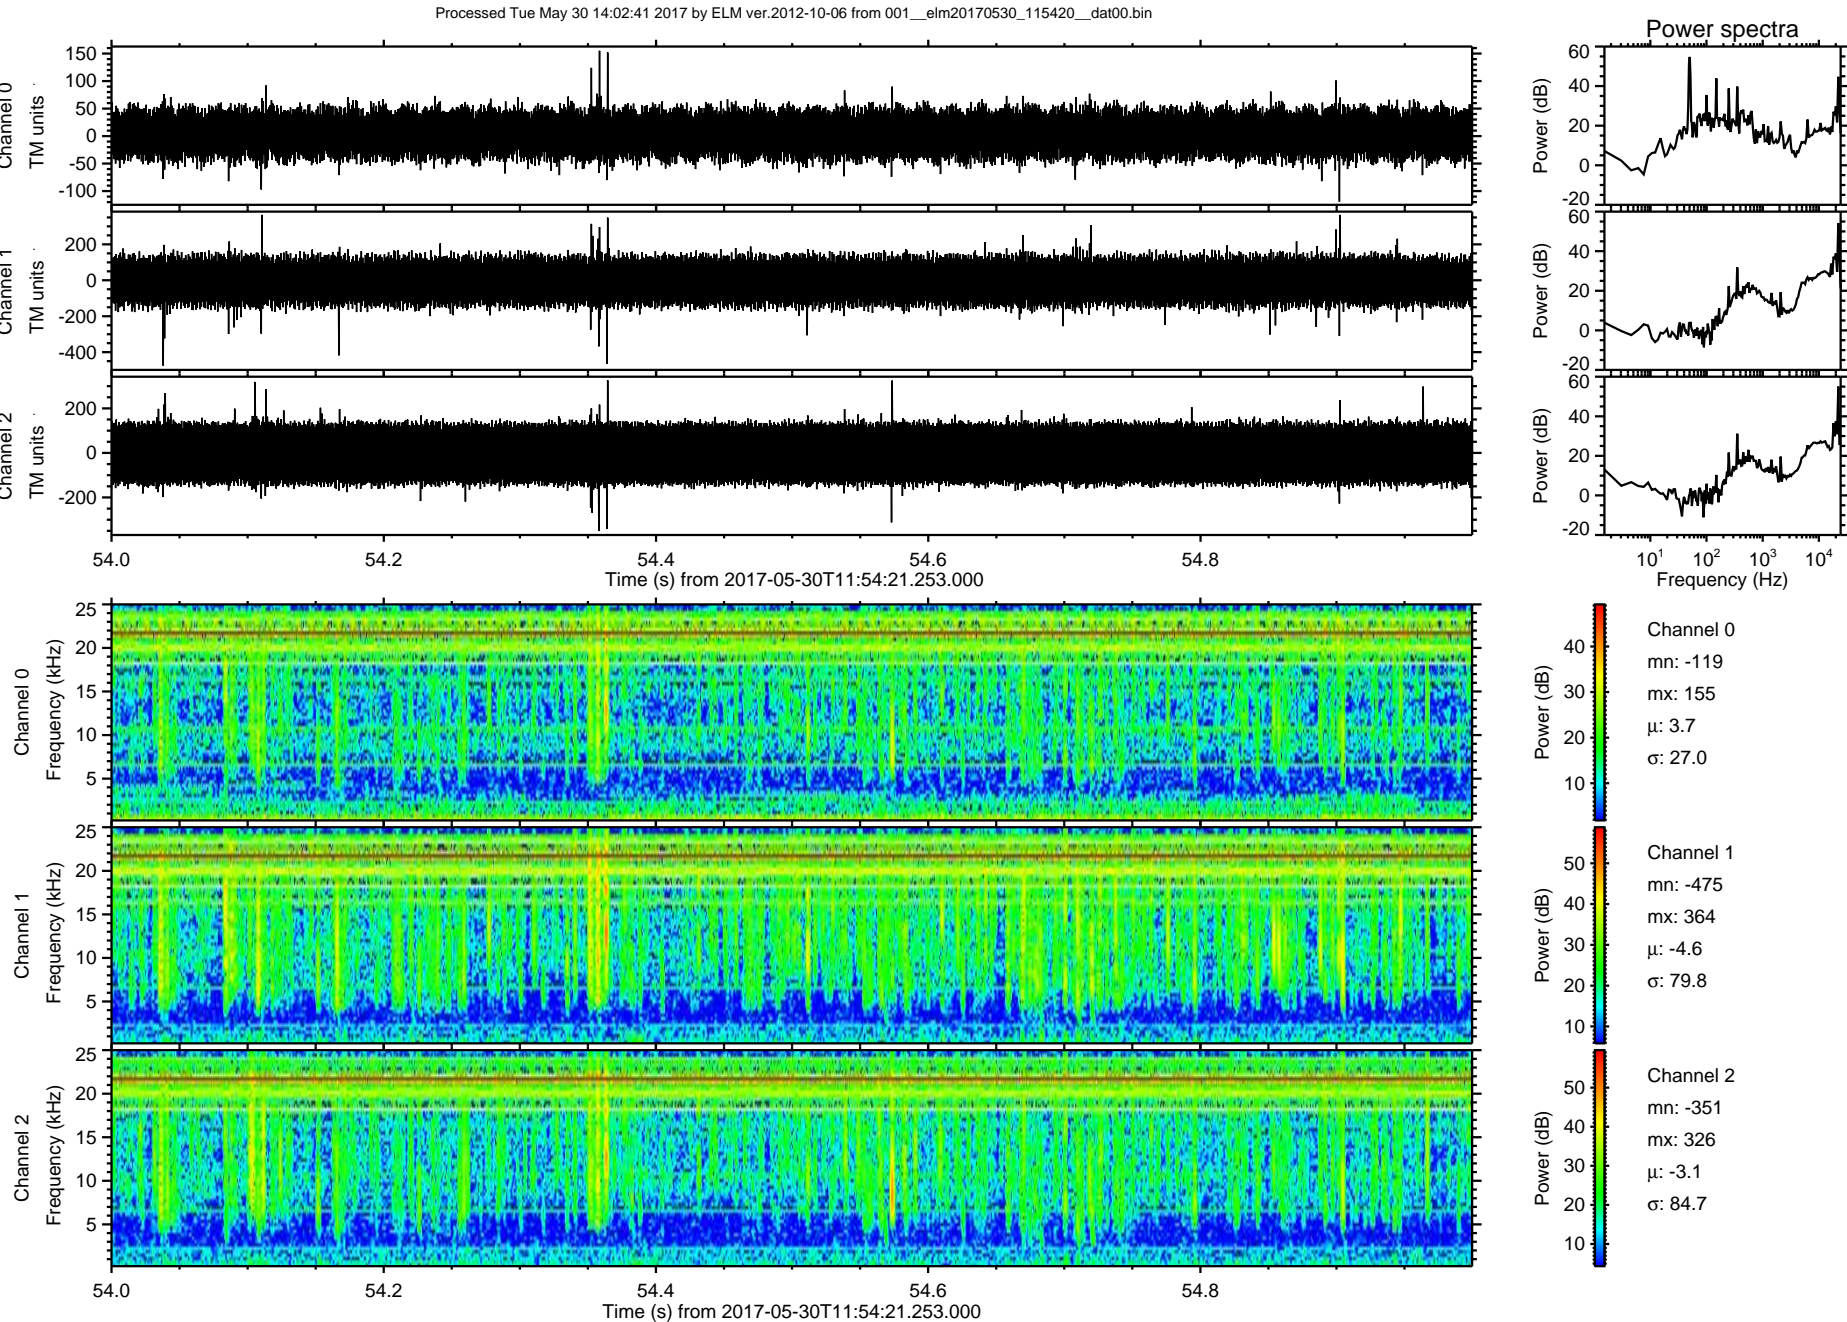 Processed Tue May 30 14:02:41 2017 by ELM ver.2012-10-06 from 001__elm20170530_115420__dat00.bin
Power spectra
Channel 0
TM units
150
100
50
0
-50
-100
Power (dB)
60
40
20
0
-20
Channel 1
TM units
200
0
-200
-400
Power (dB)
60
40
20
0
-20
Channel 2
TM units
200
0
-200
Power (dB)
60
40
20
0
-20
54.0 54.2 54.4 54.6 54.8
Time (s) from 2017-05-30T11:54:21.253.000
10^1 10^2 10^3 10^4
Frequency (Hz)
Channel 0
Frequency (kHz)
25
20
15
10
5
Power (dB)
40
30
20
10
Channel 0
mn: -119
mx: 155
μ: 3.7
σ: 27.0
Channel 1
Frequency (kHz)
25
20
15
10
5
Power (dB)
50
40
30
20
10
Channel 1
mn: -475
mx: 364
μ: -4.6
σ: 79.8
Channel 2
Frequency (kHz)
25
20
15
10
5
Power (dB)
50
40
30
20
10
Channel 2
mn: -351
mx: 326
μ: -3.1
σ: 84.7
54.0 54.2 54.4 54.6 54.8
Time (s) from 2017-05-30T11:54:21.253.000